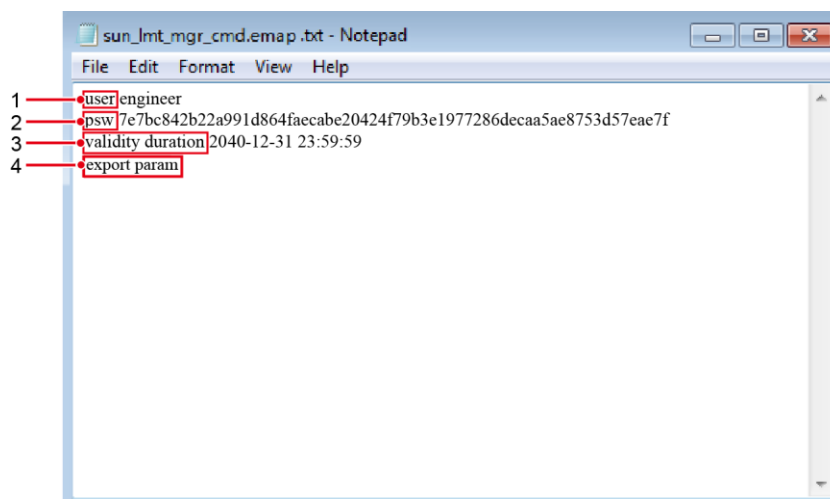 sun_lmt_mgr_cmd.emap .txt - Notepad
File Edit Format View Help
1 user engineer
2 psw 7e7bc842b22a991d864faecabe20424f79b3e1977286decaa5ae8753d57eae7f
3 validity duration 2040-12-31 23:59:59
4 export param